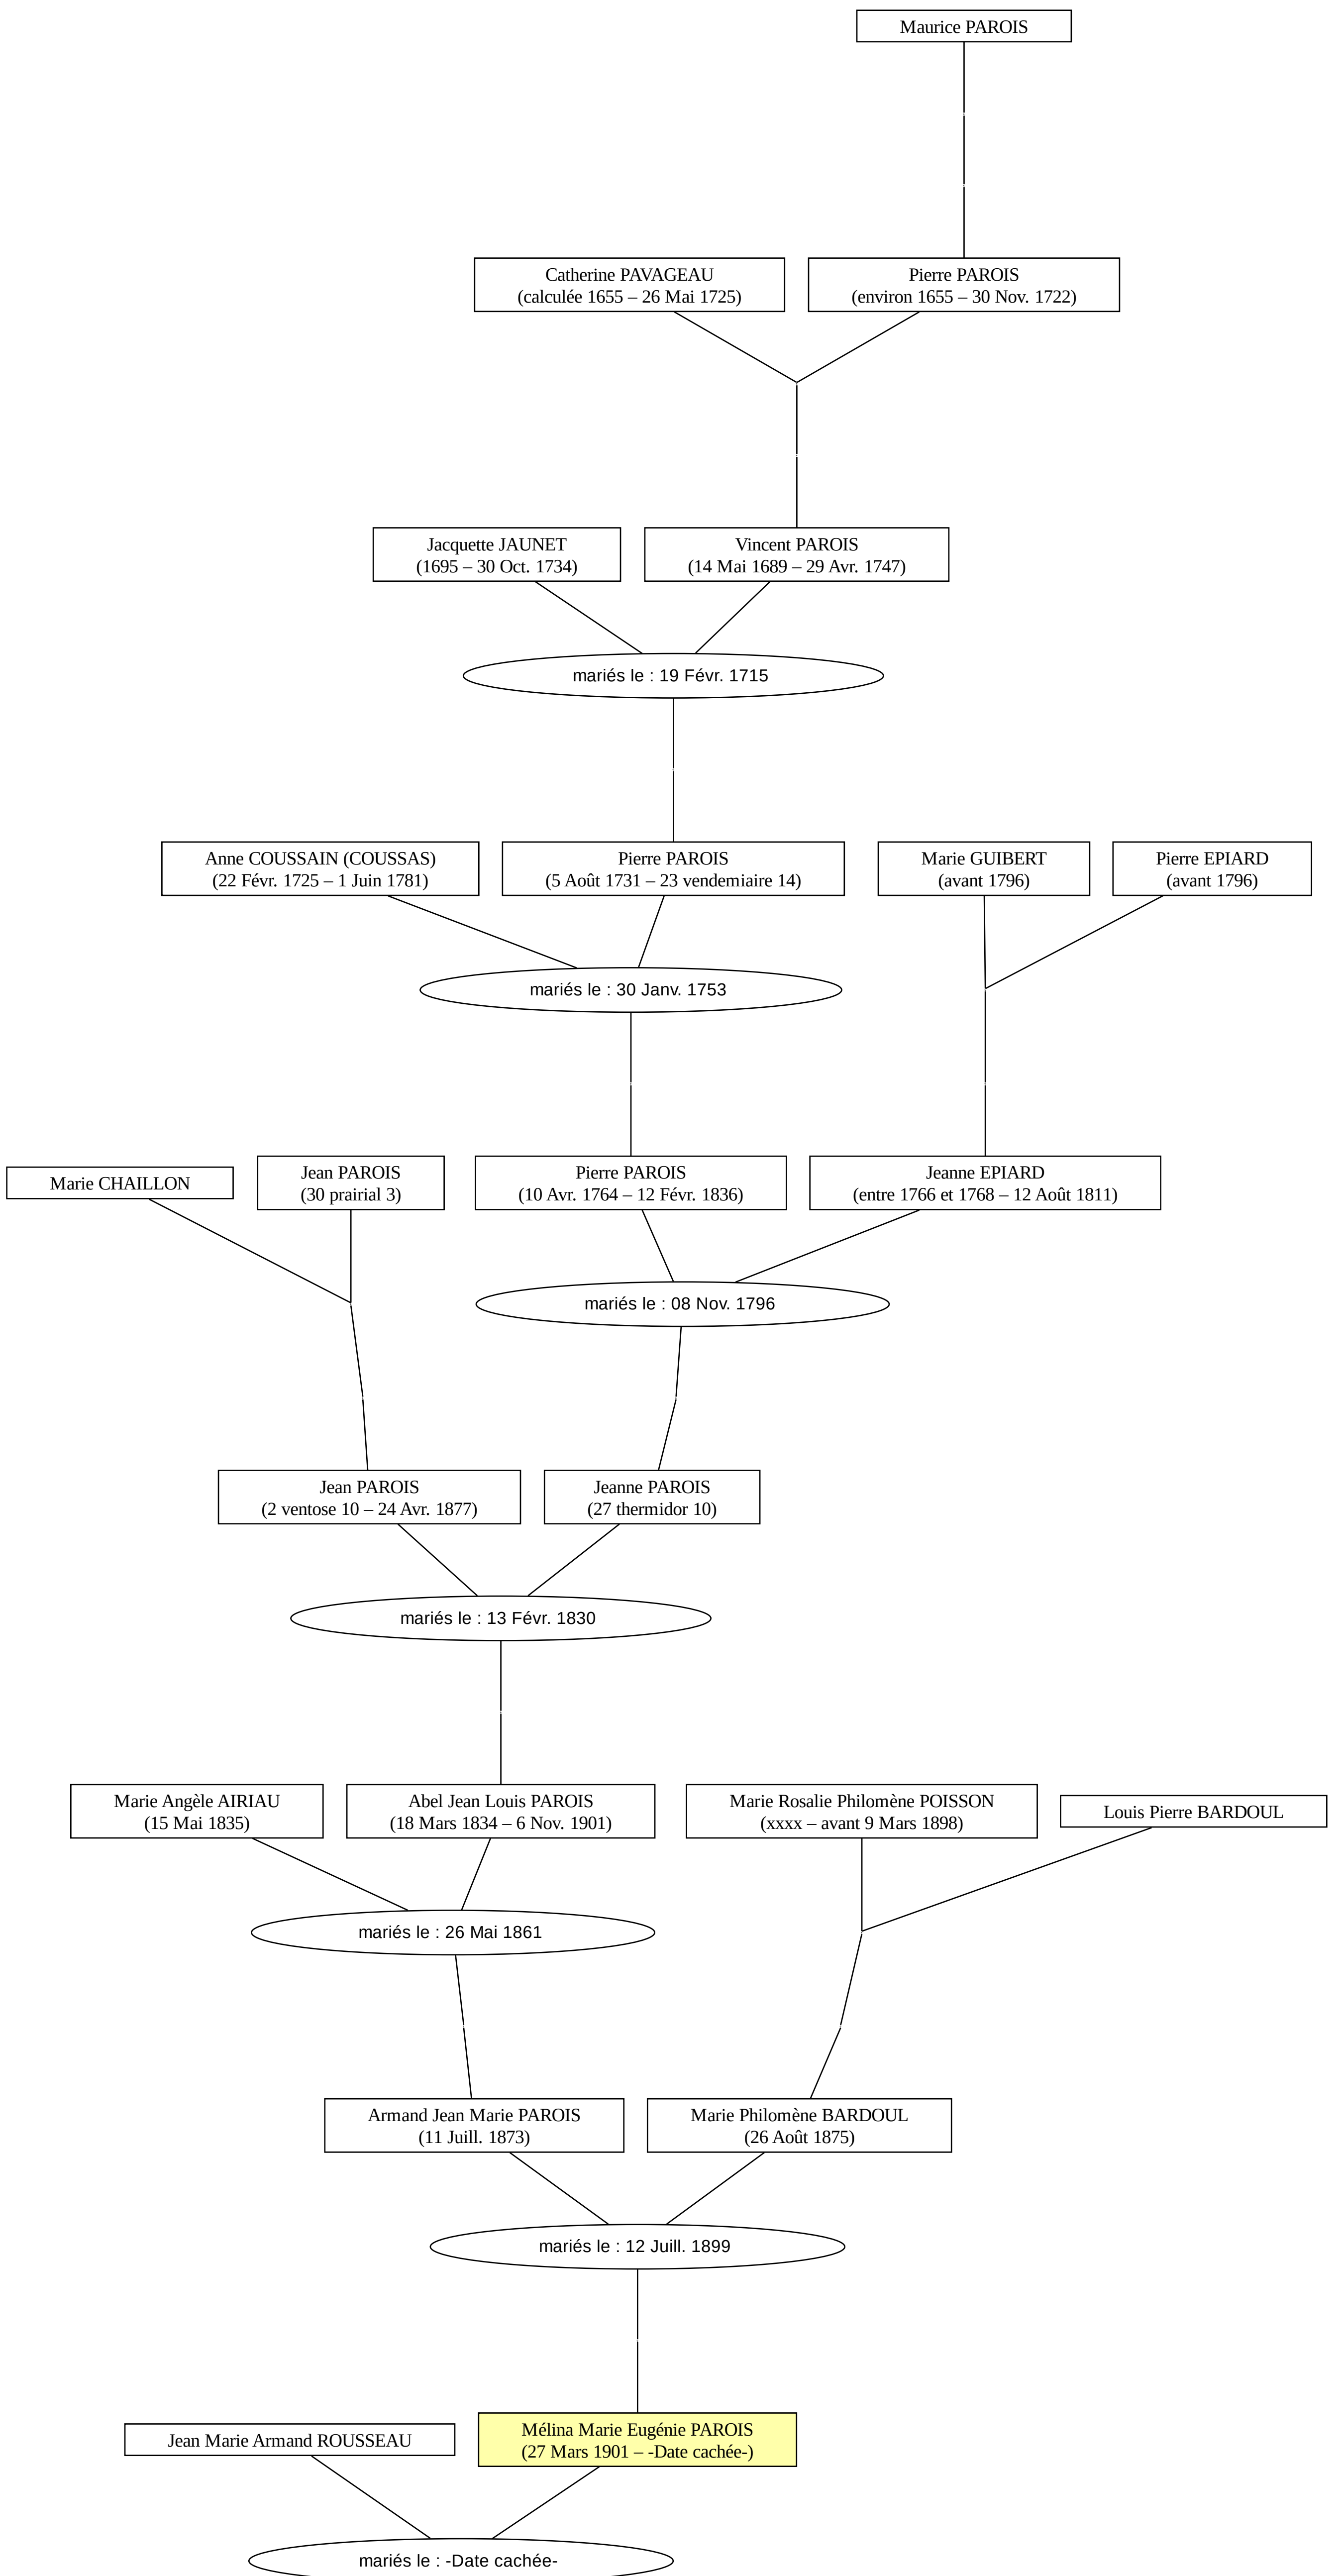 Maurice PAROIS
Catherine PAVAGEAU
(calculée 1655 – 26 Mai 1725)
Pierre PAROIS
(environ 1655 – 30 Nov. 1722)
Jacquette JAUNET
(1695 – 30 Oct. 1734)
Vincent PAROIS
(14 Mai 1689 – 29 Avr. 1747)
mariés le : 19 Févr. 1715
Anne COUSSAIN (COUSSAS)
(22 Févr. 1725 – 1 Juin 1781)
Pierre PAROIS
(5 Août 1731 – 23 vendemiaire 14)
Marie GUIBERT
(avant 1796)
Pierre EPIARD
(avant 1796)
mariés le : 30 Janv. 1753
Marie CHAILLON
Jean PAROIS
(30 prairial 3)
Pierre PAROIS
(10 Avr. 1764 – 12 Févr. 1836)
Jeanne EPIARD
(entre 1766 et 1768 – 12 Août 1811)
mariés le : 08 Nov. 1796
Jean PAROIS
(2 ventose 10 – 24 Avr. 1877)
Jeanne PAROIS
(27 thermidor 10)
mariés le : 13 Févr. 1830
Marie Angèle AIRIAU
(15 Mai 1835)
Abel Jean Louis PAROIS
(18 Mars 1834 – 6 Nov. 1901)
Marie Rosalie Philomène POISSON
(xxxx – avant 9 Mars 1898)
Louis Pierre BARDOUL
mariés le : 26 Mai 1861
Armand Jean Marie PAROIS
(11 Juill. 1873)
Marie Philomène BARDOUL
(26 Août 1875)
mariés le : 12 Juill. 1899
Jean Marie Armand ROUSSEAU
Mélina Marie Eugénie PAROIS
(27 Mars 1901 – -Date cachée-)
mariés le : -Date cachée-